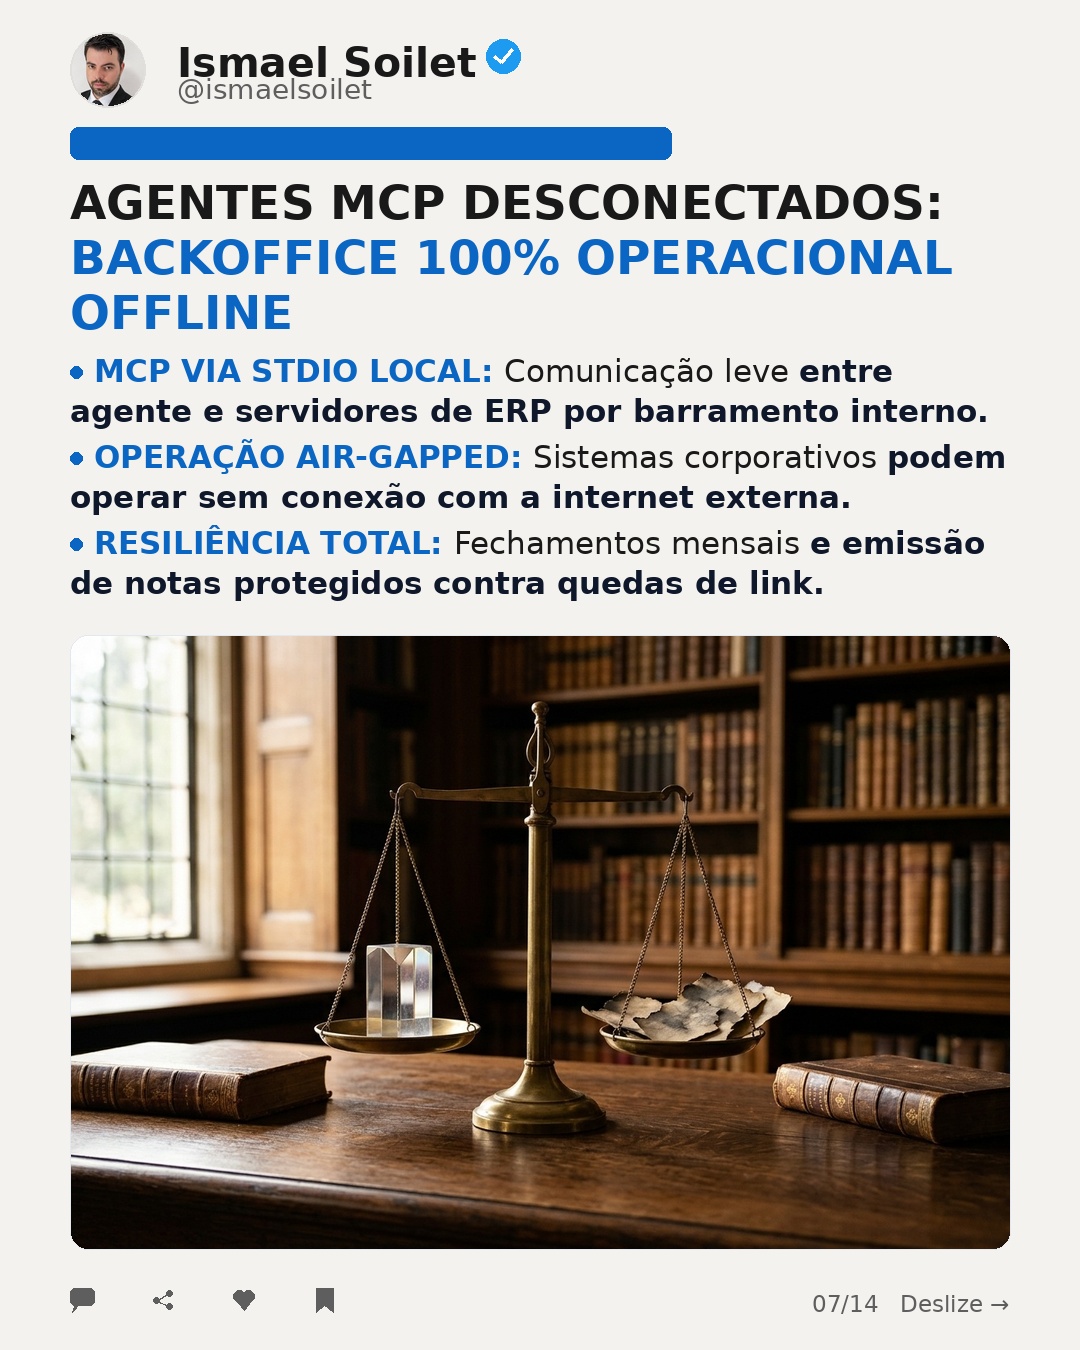 Ismael Soilet
@ismaelsoilet
AGENTES MCP DESCONECTADOS:
BACKOFFICE 100% OPERACIONAL
OFFLINE
• MCP VIA STDIO LOCAL: Comunicação leve entre
agente e servidores de ERP por barramento interno.
• OPERAÇÃO AIR-GAPPED: Sistemas corporativos podem
operar sem conexão com a internet externa.
• RESILIÊNCIA TOTAL: Fechamentos mensais e emissão
de notas protegidos contra quedas de link.
07/14 Deslize →